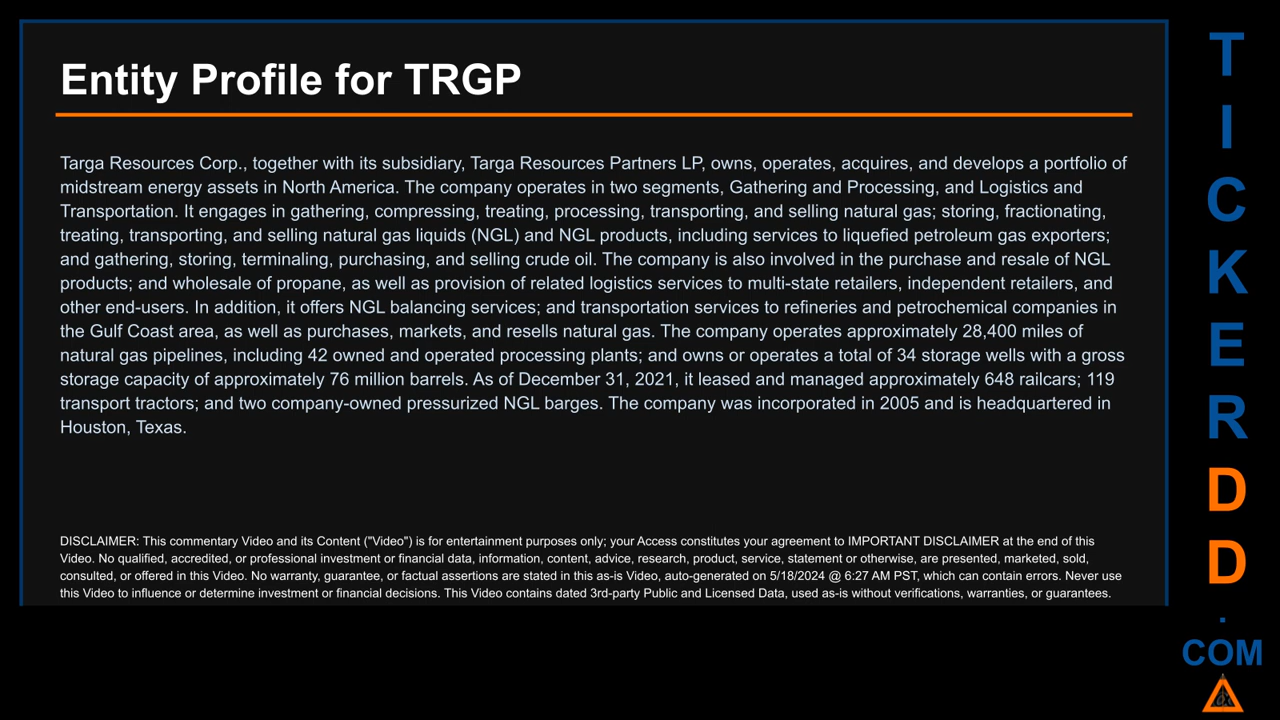 Entity Profile for TRGP
Targa Resources Corp., together with its subsidiary, Targa Resources Partners LP, owns, operates, acquires, and develops a portfolio of
midstream energy assets in North America. The company operates in two segments, Gathering and Processing, and Logistics and
Transportation. It engages in gathering, compressing, treating, processing, transporting, and selling natural gas; storing, fractionating,
treating, transporting, and selling natural gas liquids (NGL) and NGL products, including services to liquefied petroleum gas exporters;
and gathering, storing, terminaling, purchasing, and selling crude oil. The company is also involved in the purchase and resale of NGL
products; and wholesale of propane, as well as provision of related logistics services to multi-state retailers, independent retailers, and
other end-users. In addition, it offers NGL balancing services; and transportation services to refineries and petrochemical companies in
the Gulf Coast area, as well as purchases, markets, and resells natural gas. The company operates approximately 28,400 miles of
natural gas pipelines, including 42 owned and operated processing plants; and owns or operates a total of 34 storage wells with a gross
storage capacity of approximately 76 million barrels. As of December 31, 2021, it leased and managed approximately 648 railcars; 119
transport tractors; and two company-owned pressurized NGL barges. The company was incorporated in 2005 and is headquartered in
Houston, Texas.
DISCLAIMER: This commentary Video and its Content ("Video") is for entertainment purposes only; your Access constitutes your agreement to IMPORTANT DISCLAIMER at the end of this
Video. No qualified, accredited, or professional investment or financial data, information, content, advice, research, product, service, statement or otherwise, are presented, marketed, sold,
consulted, or offered in this Video. No warranty, guarantee, or factual assertions are stated in this as-is Video, auto-generated on 5/18/2024 @ 6:27 AM PST, which can contain errors. Never use
this Video to influence or determine investment or financial decisions. This Video contains dated 3rd-party Public and Licensed Data, used as-is without verifications, warranties, or guarantees.
T
I
C
K
E
R
D
D
.
COM